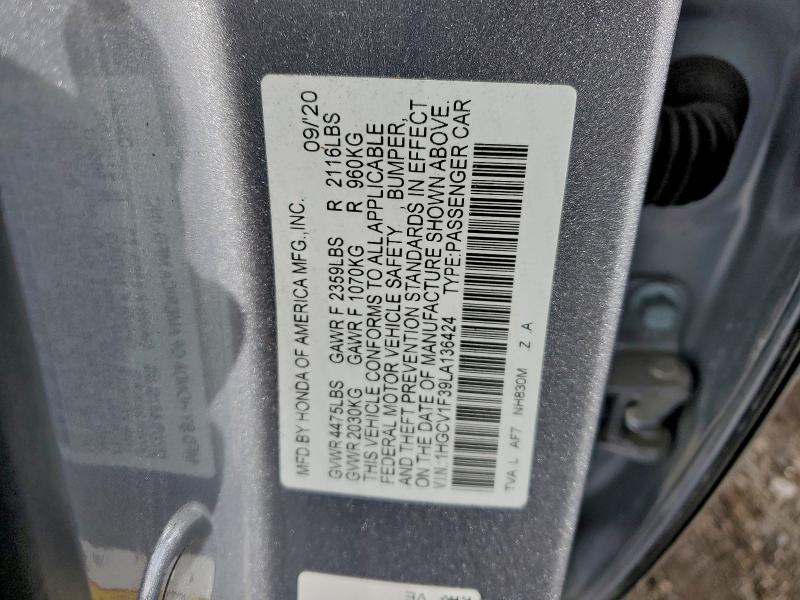 MFD.BY HONDA OF AMERICA MFG.,INC. 09/'20
GVWR 4475LBS GAWR F 2359LBS R 2116LBS
GVWR 2030KG GAWR F 1070KG R 960KG
THIS VEHICLE CONFORMS TO ALL APPLICABLE
FEDERAL MOTOR VEHICLE SAFETY BUMPER,
AND THEFT PREVENTION STANDARDS IN EFFECT
ON THE DATE OF MANUFACTURE SHOWN ABOVE.
V.I.N.:1HGCV1F39LA136424 TYPE:PASSENGER CAR
TVA L AF7 NH830M .Z .A